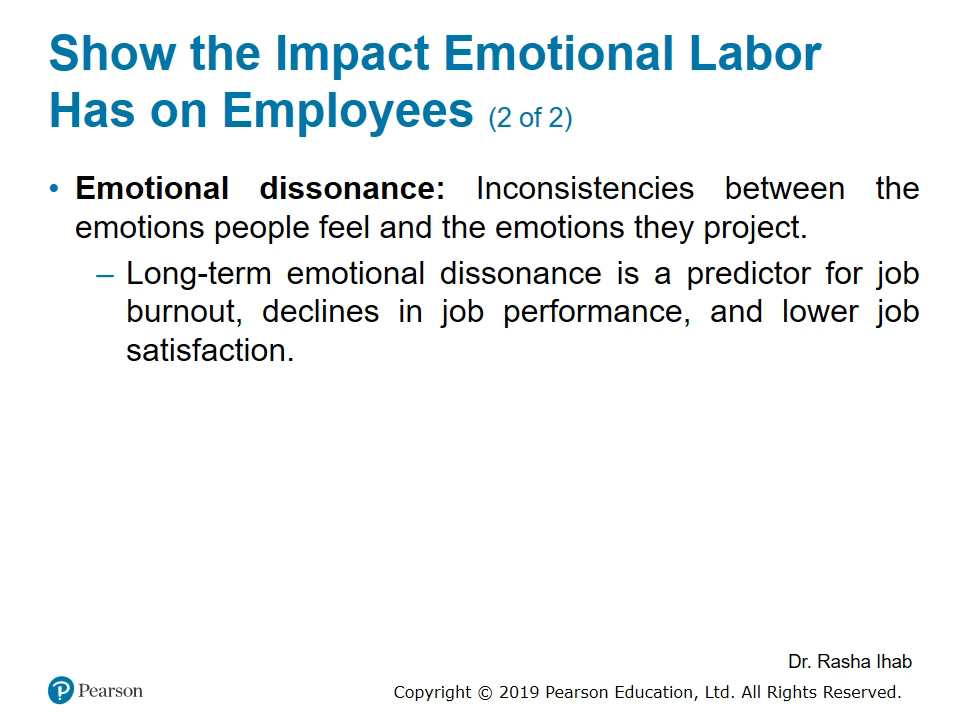 Show the Impact Emotional Labor
Has on Employees (2 of 2)
• Emotional dissonance: Inconsistencies between the
emotions people feel and the emotions they project.
– Long-term emotional dissonance is a predictor for job
burnout, declines in job performance, and lower job
satisfaction.
Dr. Rasha Ihab
Pearson
Copyright © 2019 Pearson Education, Ltd. All Rights Reserved.